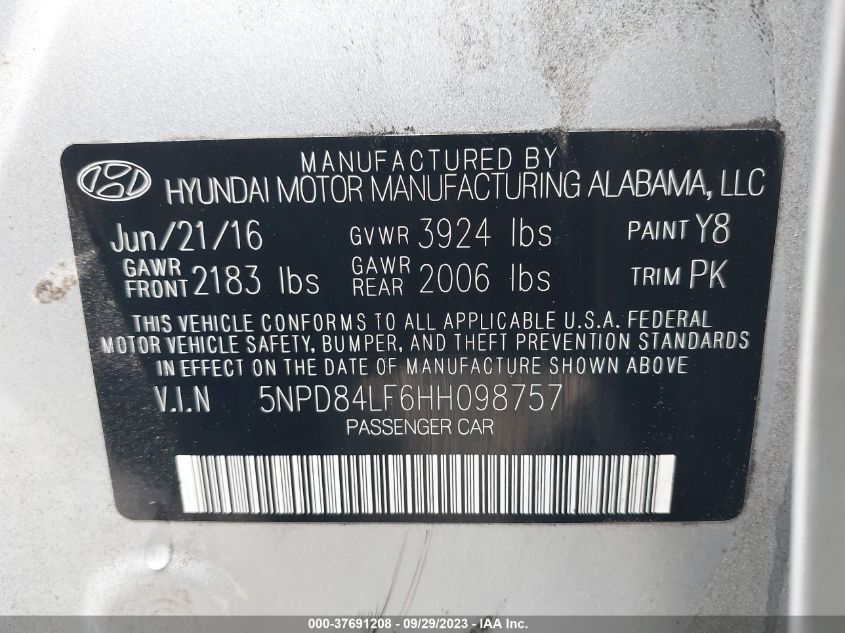 MANUFACTURED BY
HYUNDAI MOTOR MANUFACTURING ALABAMA, LLC
Jun/21/16 GVWR 3924 lbs PAINT Y8
GAWR FRONT 2183 lbs GAWR REAR 2006 lbs TRIM PK
THIS VEHICLE CONFORMS TO ALL APPLICABLE U.S.A. FEDERAL
MOTOR VEHICLE SAFETY, BUMPER, AND THEFT PREVENTION STANDARDS
IN EFFECT ON THE DATE OF MANUFACTURE SHOWN ABOVE
V.I.N 5NPD84LF6HH098757
PASSENGER CAR
000-37691208 - 09/29/2023 - IAA Inc.